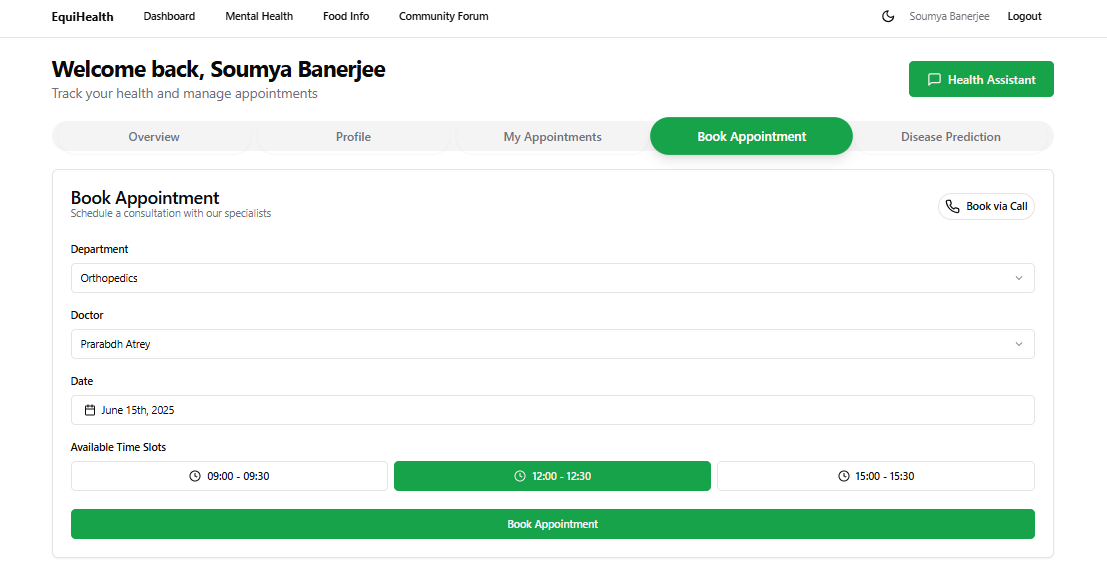 EquiHealth Dashboard Mental Health Food Info Community Forum Soumya Banerjee Logout
Welcome back, Soumya Banerjee
Track your health and manage appointments
Health Assistant
Overview Profile My Appointments Book Appointment Disease Prediction
Book Appointment
Schedule a consultation with our specialists
Book via Call
Department
Orthopedics
Doctor
Prarabdh Atrey
Date
June 15th, 2025
Available Time Slots
09:00 - 09:30 12:00 - 12:30 15:00 - 15:30
Book Appointment